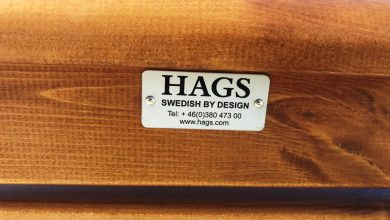 HAGS
SWEDISH BY DESIGN
Tel: + 46(0)380 473 00
www.hags.com